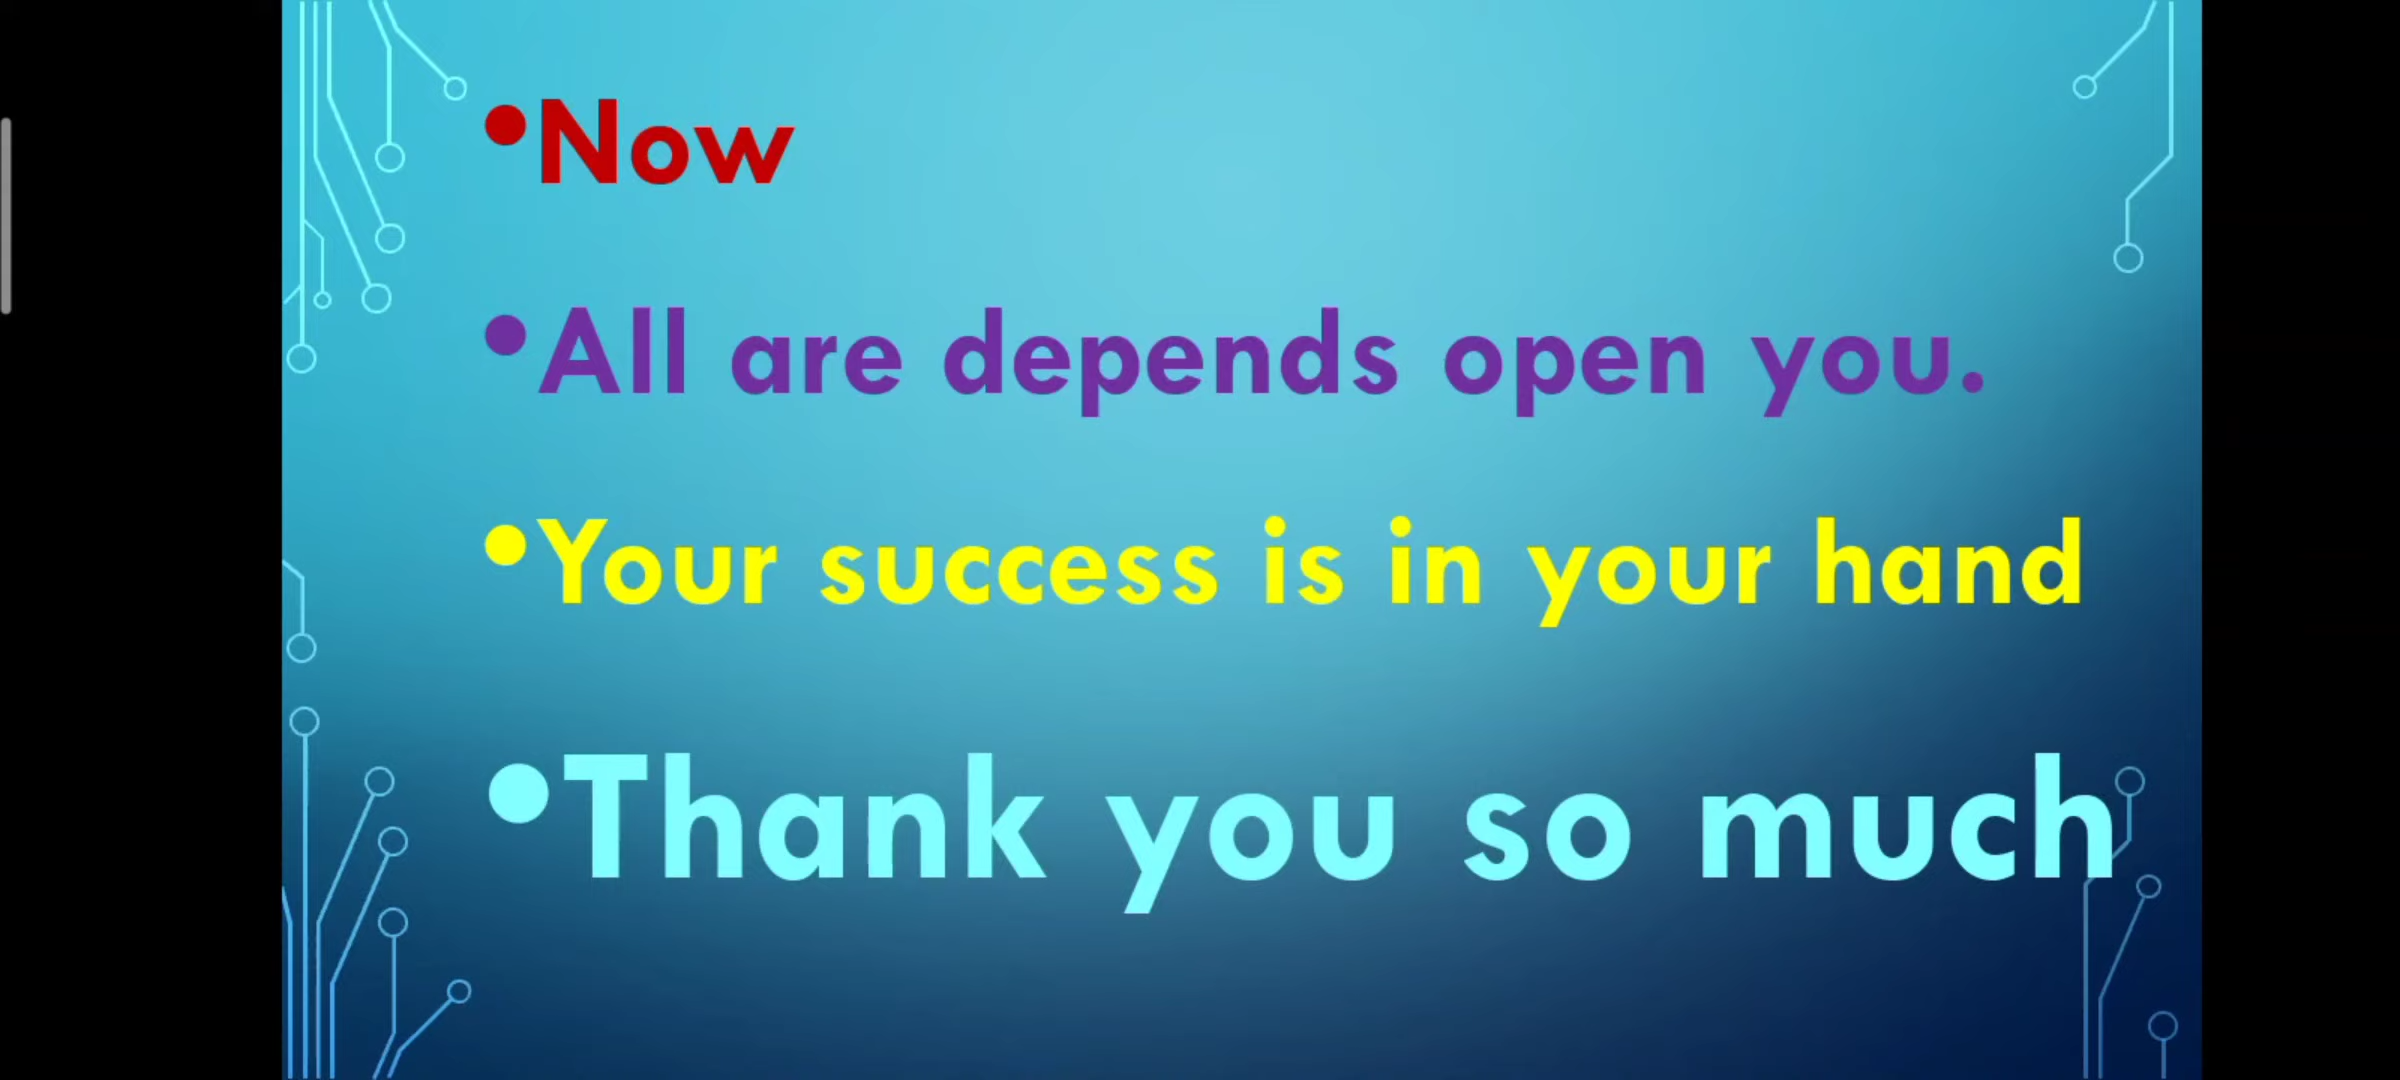 •Now
•All are depends open you.
•Your success is in your hand
•Thank you so much